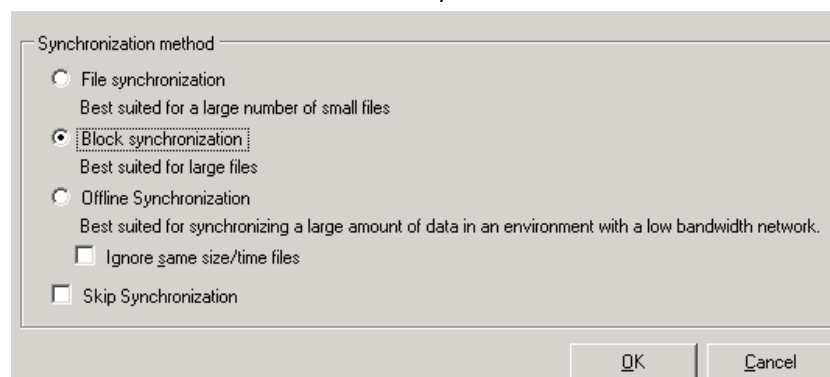 Synchronization method
File synchronization
Best suited for a large number of small files
Block synchronization
Best suited for large files
Offline Synchronization
Best suited for synchronizing a large amount of data in an environment with a low bandwidth network.
Ignore same size/time files
Skip Synchronization
OK Cancel